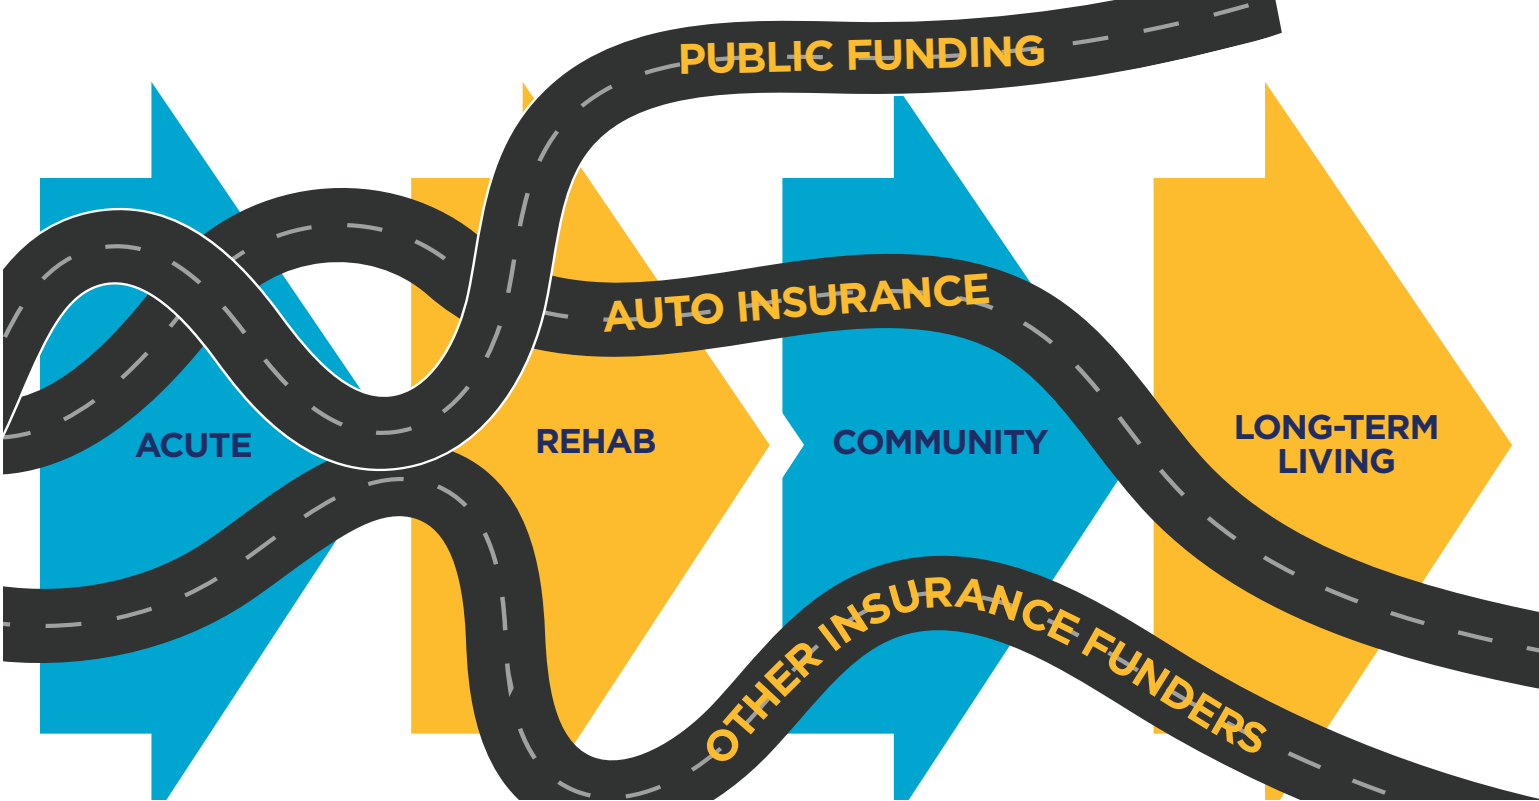 PUBLIC FUNDING
AUTO INSURANCE
ACUTE
REHAB
COMMUNITY
LONG-TERM
LIVING
OTHER INSURANCE FUNDERS